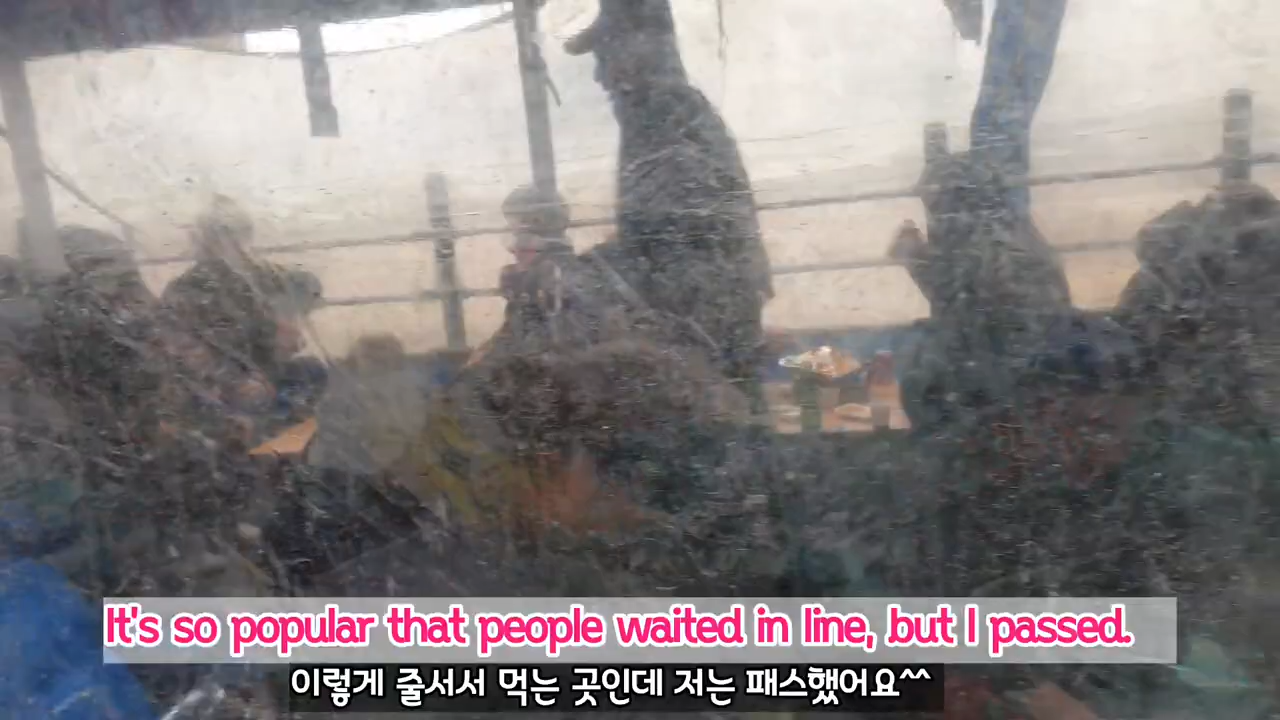 It's so popular that people waited in line, but I passed.
이렇게 줄서서 먹는 곳인데 저는 패스했어요^^